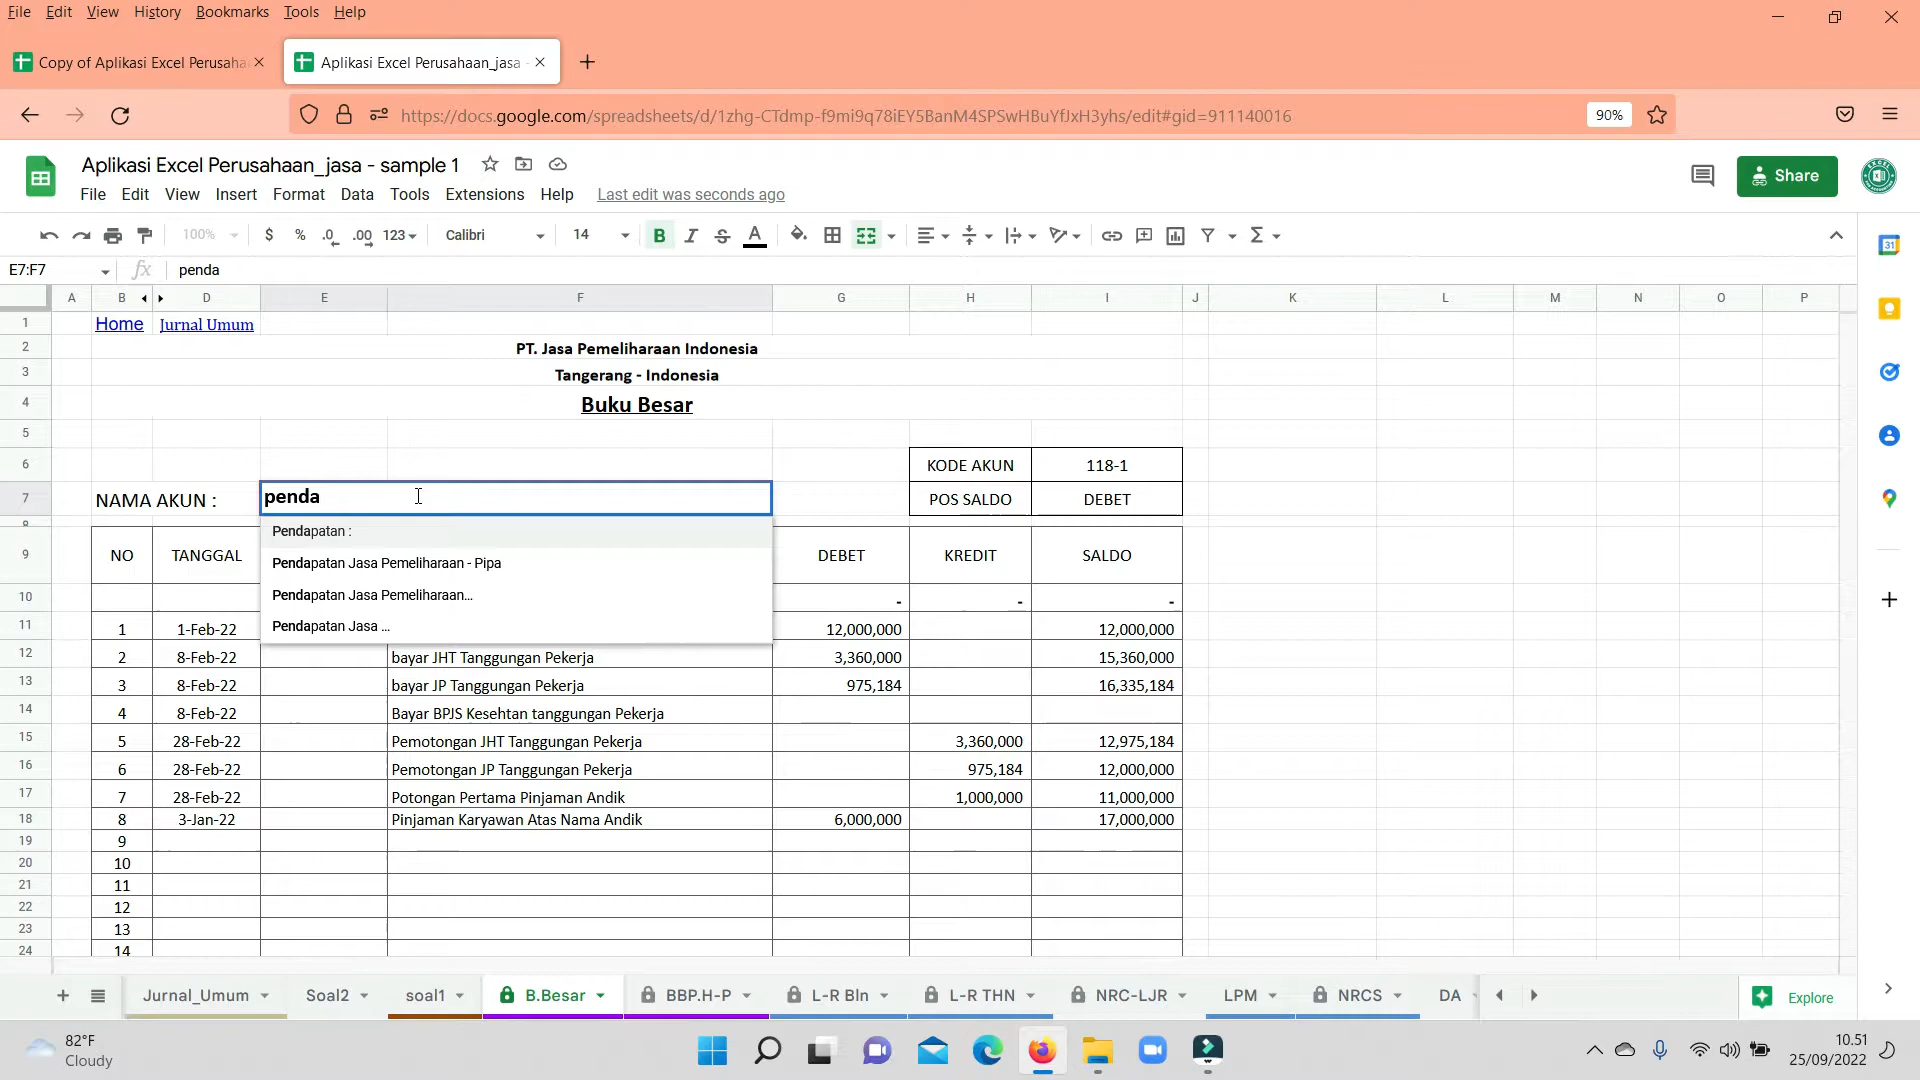 File Edit View History Bookmarks Tools Help
Copy of Aplikasi Excel Perusaha
Aplikasi Excel Perusahaan_jasa -
https://docs.google.com/spreadsheets/d/1zhg-CTdmp-f9mi9q78iEY5BanM4SPSwHBuYfJxH3yhs/edit#gid=911140016
90%
Aplikasi Excel Perusahaan_jasa - sample 1
File Edit View Insert Format Data Tools Extensions Help Last edit was seconds ago
Share
100% $ % .0 .00 123 Calibri 14 B I S A
31
E7:F7 fx penda
A B D E F G H I J K L M N O P
1 Home Jurnal Umum
2 PT. Jasa Pemeliharaan Indonesia
3 Tangerang - Indonesia
4 Buku Besar
5
6 KODE AKUN 118-1
7 NAMA AKUN : penda POS SALDO DEBET
8
Pendapatan :
Pendapatan Jasa Pemeliharaan - Pipa
Pendapatan Jasa Pemeliharaan...
Pendapatan Jasa ...
9 NO TANGGAL DEBET KREDIT SALDO
10 - - -
11 1 1-Feb-22 12,000,000 12,000,000
12 2 8-Feb-22 bayar JHT Tanggungan Pekerja 3,360,000 15,360,000
13 3 8-Feb-22 bayar JP Tanggungan Pekerja 975,184 16,335,184
14 4 8-Feb-22 Bayar BPJS Kesehtan tanggungan Pekerja
15 5 28-Feb-22 Pemotongan JHT Tanggungan Pekerja 3,360,000 12,975,184
16 6 28-Feb-22 Pemotongan JP Tanggungan Pekerja 975,184 12,000,000
17 7 28-Feb-22 Potongan Pertama Pinjaman Andik 1,000,000 11,000,000
18 8 3-Jan-22 Pinjaman Karyawan Atas Nama Andik 6,000,000 17,000,000
19 9
20 10
21 11
22 12
23 13
24 14
Jurnal_Umum Soal2 soal1 B.Besar BBP.H-P L-R Bln L-R THN NRC-LJR LPM NRCS DA
Explore
82°F
Cloudy
10.51
25/09/2022